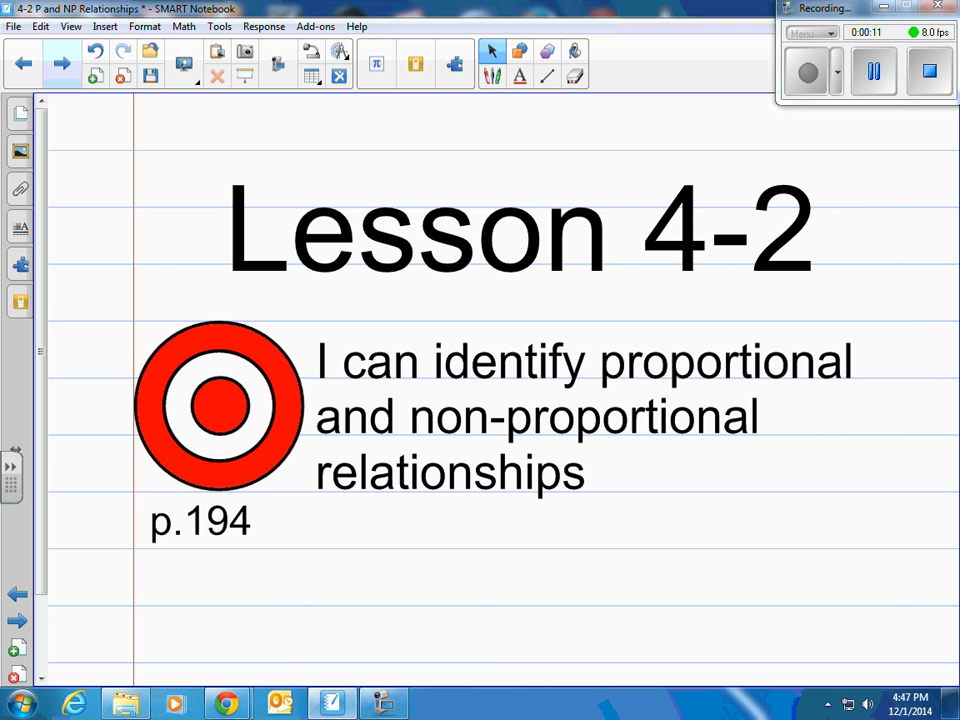 4-2 P and NP Relationships * - SMART Notebook
Recording...
File Edit View Insert Format Math Tools Response Add-ons Help
Menu
0:00:11
8.0 fps
π
A
Lesson 4-2
I can identify proportional
and non-proportional
relationships
p.194
4:47 PM
12/1/2014